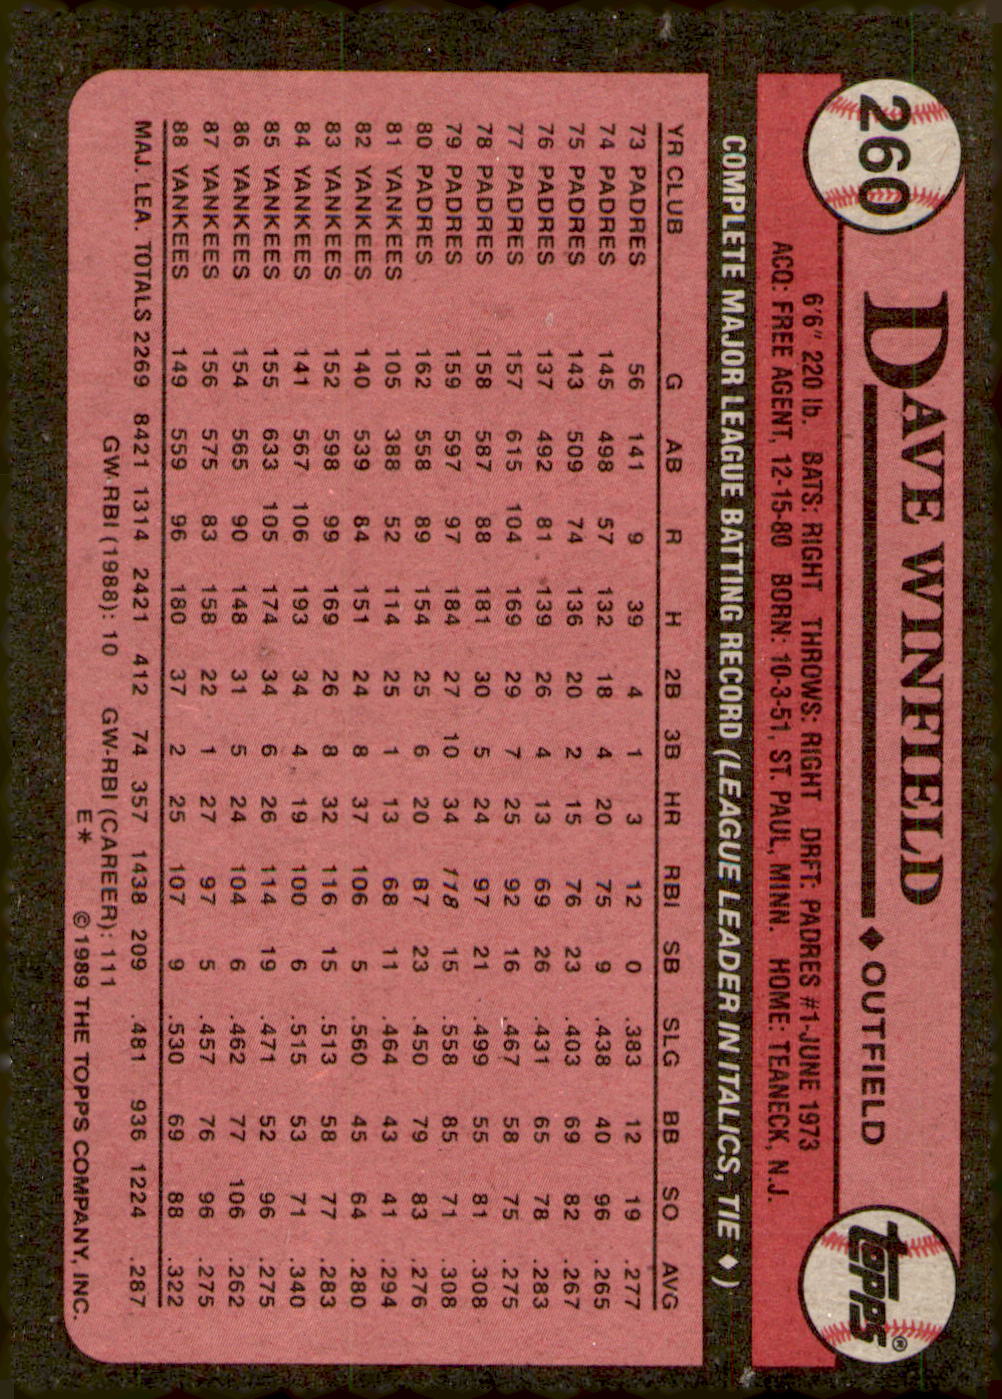 260
DAVE WINFIELD ♦ OUTFIELD
topps®
6'6" 220 lb. BATS: RIGHT THROWS: RIGHT DRFT: PADRES #1-JUNE 1973
ACQ: FREE AGENT, 12-15-80 BORN: 10-3-51, ST. PAUL, MINN. HOME: TEANECK, N.J.
COMPLETE MAJOR LEAGUE BATTING RECORD (LEAGUE LEADER IN ITALICS, TIE ♦)
YR CLUB G AB R H 2B 3B HR RBI SB SLG BB SO AVG
73 PADRES 56 141 9 39 4 1 3 12 0 .383 12 19 .277
74 PADRES 145 498 57 132 18 4 20 75 9 .438 40 96 .265
75 PADRES 143 509 74 136 20 2 15 76 23 .403 69 82 .267
76 PADRES 137 492 81 139 26 4 13 69 26 .431 65 78 .283
77 PADRES 157 615 104 169 29 7 25 92 16 .467 58 75 .275
78 PADRES 158 587 88 181 30 5 24 97 21 .499 55 81 .308
79 PADRES 159 597 97 184 27 10 34 118 15 .558 85 71 .308
80 PADRES 162 558 89 154 25 6 20 87 23 .450 79 83 .276
81 YANKEES 105 388 52 114 25 1 13 68 11 .464 43 41 .294
82 YANKEES 140 539 84 151 24 8 37 106 5 .560 45 64 .280
83 YANKEES 152 598 99 169 26 8 32 116 15 .513 58 77 .283
84 YANKEES 141 567 106 193 34 4 19 100 6 .515 53 71 .340
85 YANKEES 155 633 105 174 34 6 26 114 19 .471 52 96 .275
86 YANKEES 154 565 90 148 31 5 24 104 6 .462 77 106 .262
87 YANKEES 156 575 83 158 22 1 27 97 5 .457 76 96 .275
88 YANKEES 149 559 96 180 37 2 25 107 9 .530 69 88 .322
MAJ. LEA. TOTALS 2269 8421 1314 2421 412 74 357 1438 209 .481 936 1224 .287
GW-RBI (1988): 10 GW-RBI (CAREER): 111
E* © 1989 THE TOPPS COMPANY, INC.